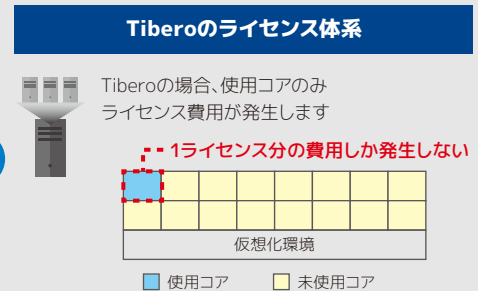 Tiberoのライセンス体系
Tiberoの場合、使用コアのみ
ライセンス費用が発生します
1ライセンス分の費用しか発生しない
仮想化環境
使用コア
未使用コア